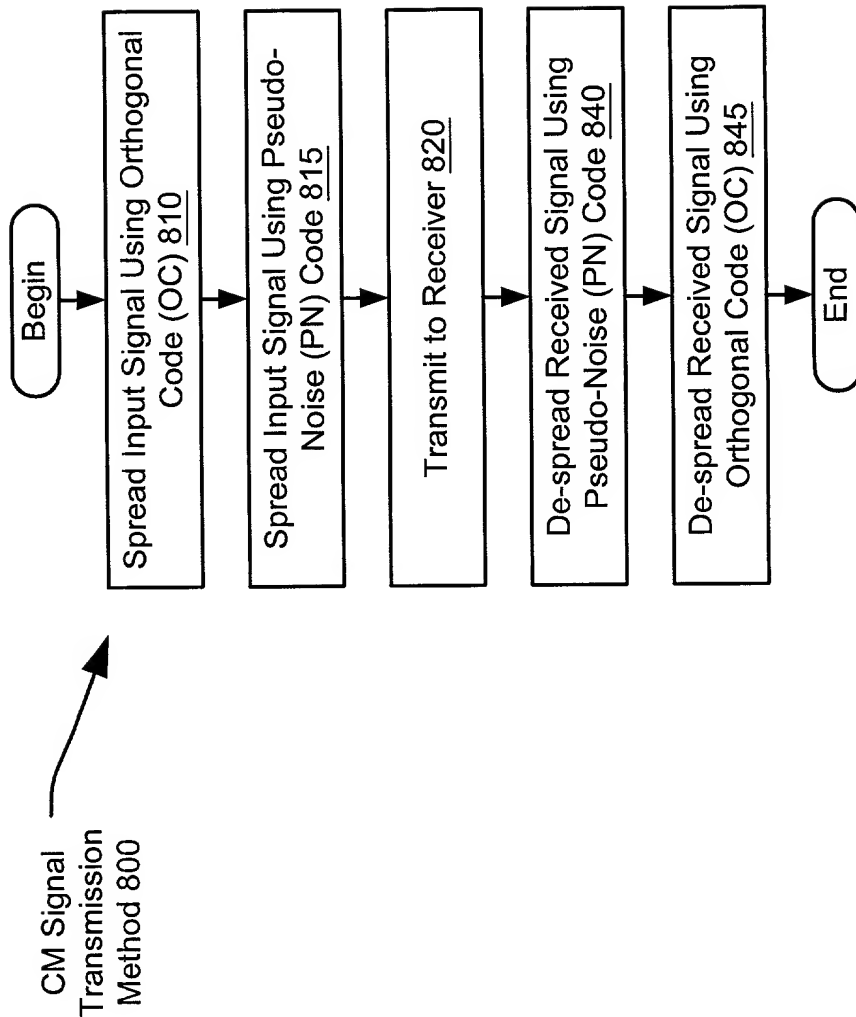 CM Signal
Transmission
Method 800
Begin
Spread Input Signal Using Orthogonal
Code (OC) 810
Spread Input Signal Using Pseudo-
Noise (PN) Code 815
Transmit to Receiver 820
De-spread Received Signal Using
Pseudo-Noise (PN) Code 840
De-spread Received Signal Using
Orthogonal Code (OC) 845
End